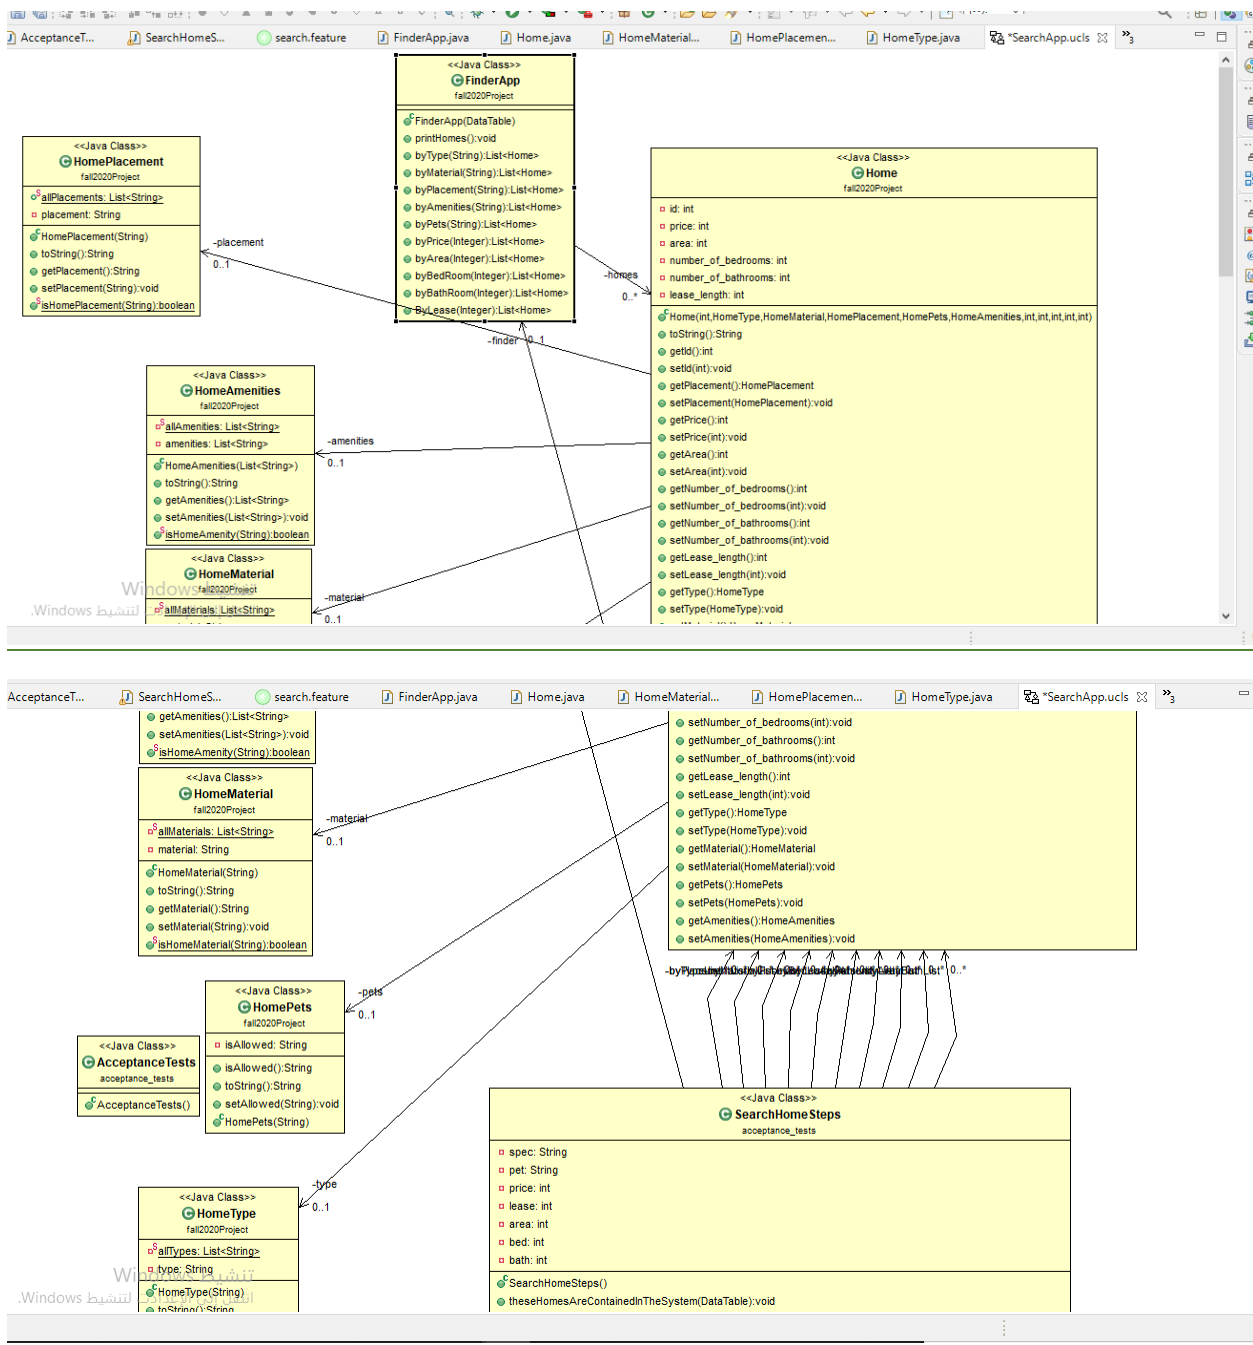 AcceptanceT...
SearchHomeS...
search.feature
FinderApp.java
Home.java
HomeMaterial...
HomePlacemen...
HomeType.java
*SearchApp.ucls
»3
<<Java Class>>
FinderApp
fall2020Project
FinderApp(DataTable)
printHomes():void
byType(String):List<Home>
byMaterial(String):List<Home>
byPlacement(String):List<Home>
byAmenities(String):List<Home>
byPets(String):List<Home>
byPrice(Integer):List<Home>
byArea(Integer):List<Home>
byBedRoom(Integer):List<Home>
byBathRoom(Integer):List<Home>
ByLease(Integer):List<Home>
<<Java Class>>
HomePlacement
fall2020Project
allPlacements: List<String>
placement: String
HomePlacement(String)
toString():String
getPlacement():String
setPlacement(String):void
isHomePlacement(String):boolean
-placement
0..1
-homes
0..*
-finder
0..1
<<Java Class>>
Home
fall2020Project
id: int
price: int
area: int
number_of_bedrooms: int
number_of_bathrooms: int
lease_length: int
Home(int,HomeType,HomeMaterial,HomePlacement,HomePets,HomeAmenities,int,int,int,int,int)
toString():String
getId():int
setId(int):void
getPlacement():HomePlacement
setPlacement(HomePlacement):void
getPrice():int
setPrice(int):void
getArea():int
setArea(int):void
getNumber_of_bedrooms():int
setNumber_of_bedrooms(int):void
getNumber_of_bathrooms():int
setNumber_of_bathrooms(int):void
getLease_length():int
setLease_length(int):void
getType():HomeType
setType(HomeType):void
<<Java Class>>
HomeAmenities
fall2020Project
allAmenities: List<String>
amenities: List<String>
HomeAmenities(List<String>)
toString():String
getAmenities():List<String>
setAmenities(List<String>):void
isHomeAmenity(String):boolean
-amenities
0..1
<<Java Class>>
HomeMaterial
fall2020Project
allMaterials: List<String>
-material
0..1
تنشيط Windows
لتنشيط Windows.
AcceptanceT...
SearchHomeS...
search.feature
FinderApp.java
Home.java
HomeMaterial...
HomePlacemen...
HomeType.java
*SearchApp.ucls
»3
getAmenities():List<String>
setAmenities(List<String>):void
isHomeAmenity(String):boolean
<<Java Class>>
HomeMaterial
fall2020Project
allMaterials: List<String>
material: String
HomeMaterial(String)
toString():String
getMaterial():String
setMaterial(String):void
isHomeMaterial(String):boolean
-material
0..1
setNumber_of_bedrooms(int):void
getNumber_of_bathrooms():int
setNumber_of_bathrooms(int):void
getLease_length():int
setLease_length(int):void
getType():HomeType
setType(HomeType):void
getMaterial():HomeMaterial
setMaterial(HomeMaterial):void
getPets():HomePets
setPets(HomePets):void
getAmenities():HomeAmenities
setAmenities(HomeAmenities):void
0..*
<<Java Class>>
HomePets
fall2020Project
isAllowed: String
isAllowed():String
toString():String
setAllowed(String):void
HomePets(String)
-pets
0..1
<<Java Class>>
AcceptanceTests
acceptance_tests
AcceptanceTests()
<<Java Class>>
HomeType
fall2020Project
allTypes: List<String>
type: String
HomeType(String)
toString():String
-type
0..1
<<Java Class>>
SearchHomeSteps
acceptance_tests
spec: String
pet: String
price: int
lease: int
area: int
bed: int
bath: int
SearchHomeSteps()
theseHomesAreContainedInTheSystem(DataTable):void
تنشيط Windows
انتقل إلى الإعدادات لتنشيط Windows.